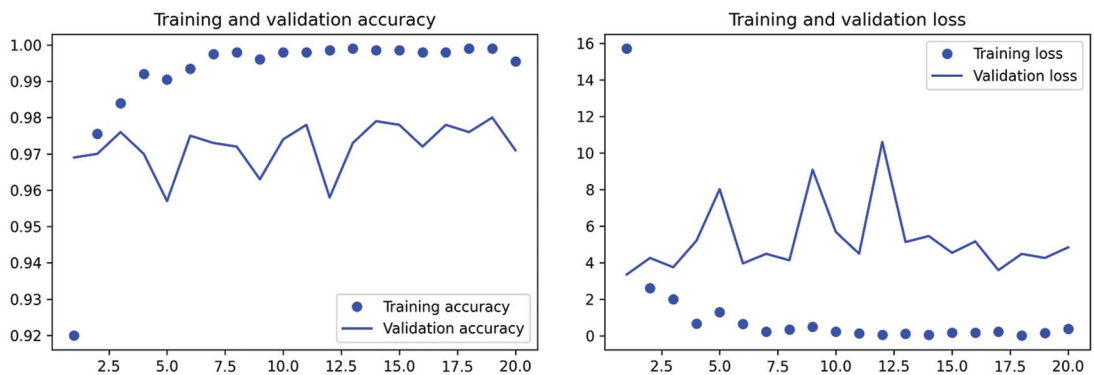 Training and validation accuracy
1.00
0.99
0.98
0.97
0.96
0.95
0.94
0.93
0.92
Training accuracy
Validation accuracy
2.5 5.0 7.5 10.0 12.5 15.0 17.5 20.0
Training and validation loss
16
14
12
10
8
6
4
2
0
Training loss
Validation loss
2.5 5.0 7.5 10.0 12.5 15.0 17.5 20.0